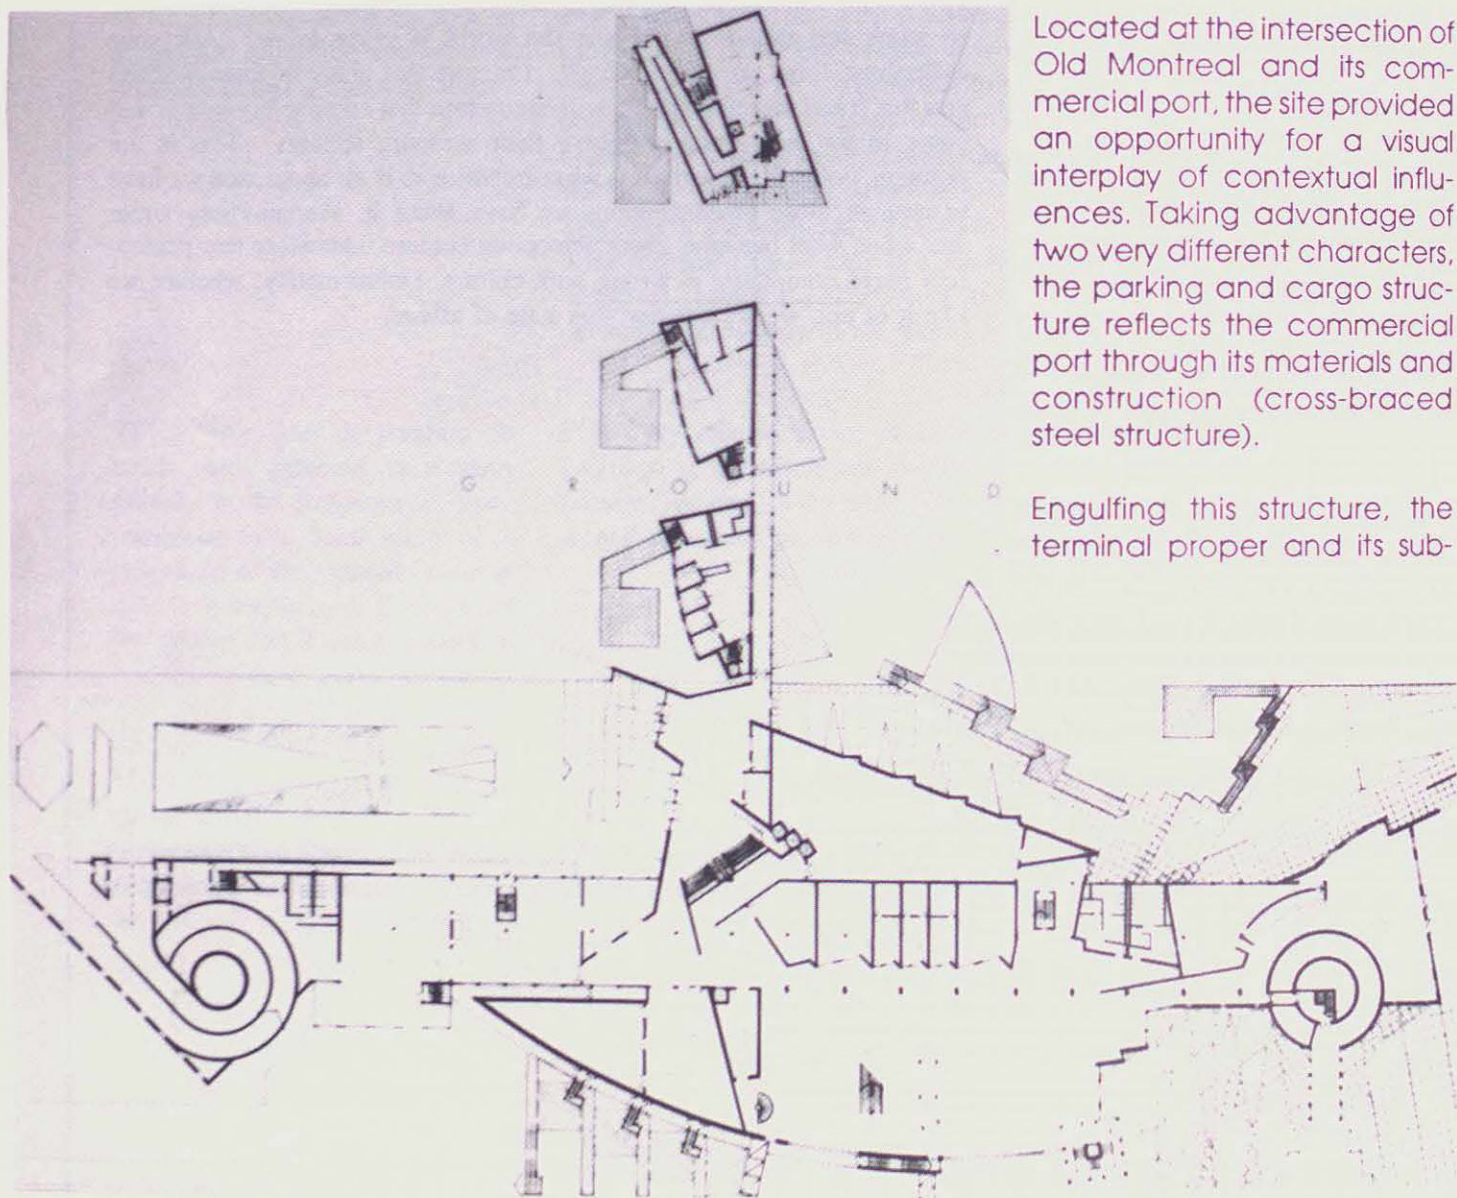 Located at the intersection of
Old Montreal and its com-
mercial port, the site provided
an opportunity for a visual
interplay of contextual influ-
ences. Taking advantage of
two very different characters,
the parking and cargo struc-
ture reflects the commercial
port through its materials and
construction (cross-braced
steel structure).
Engulfing this structure, the
terminal proper and its sub-
G R O U N D